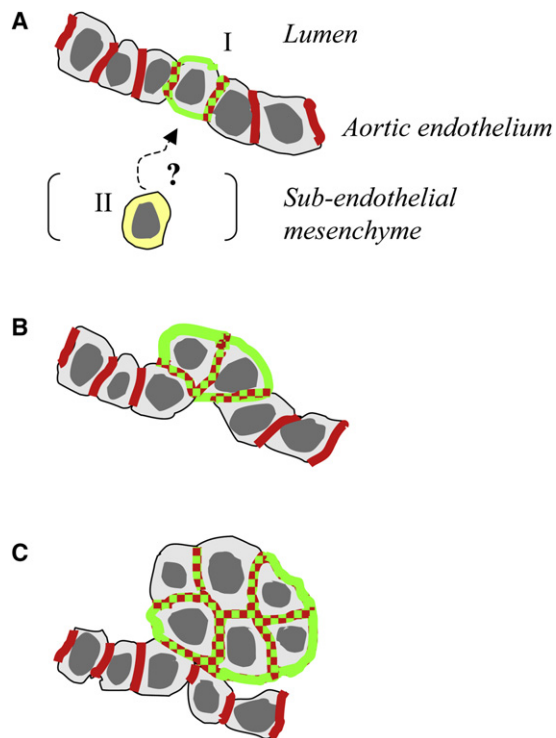 A
I
Lumen
Aortic endothelium
?
II
Sub-endothelial
mesenchyme
B
C